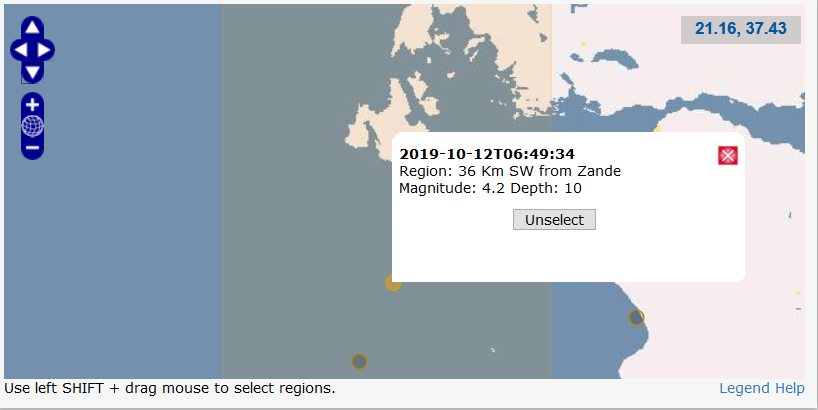 21.16, 37.43
2019-10-12T06:49:34
Region: 36 Km SW from Zande
Magnitude: 4.2 Depth: 10
Unselect
Use left SHIFT + drag mouse to select regions.
Legend Help